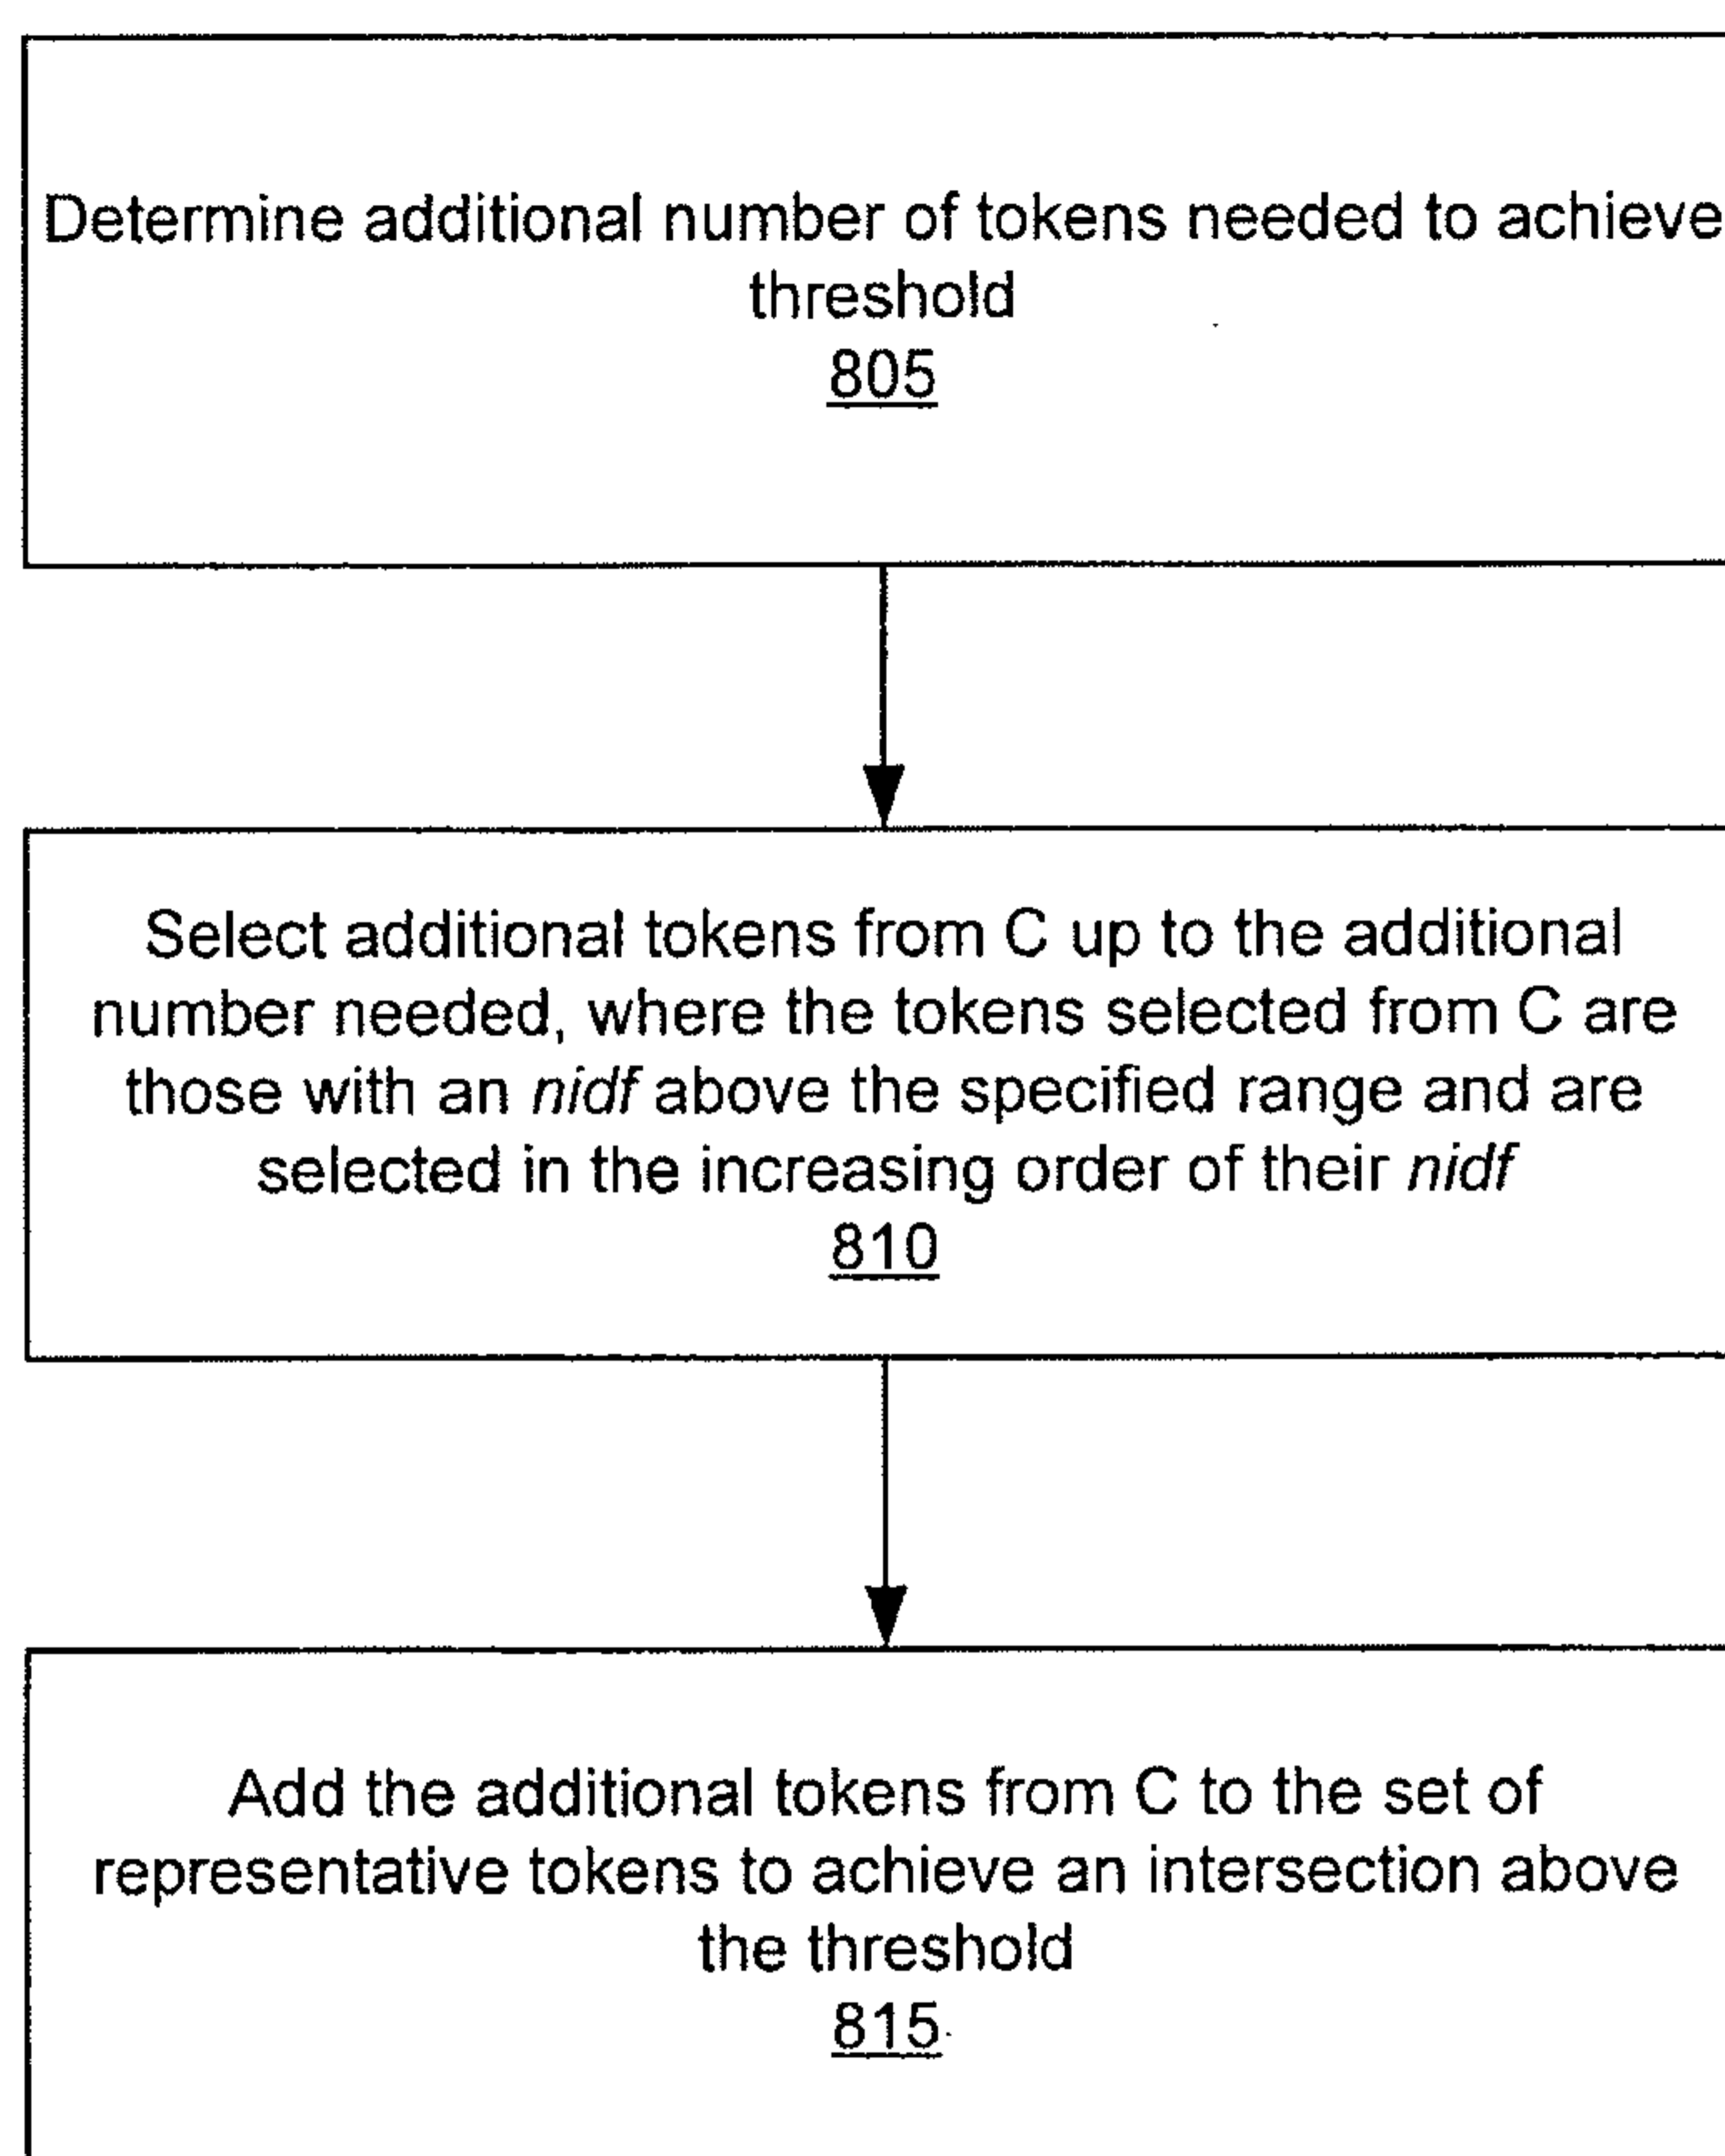 Determine additional number of tokens needed to achieve
threshold
805
Select additional tokens from C up to the additional
number needed, where the tokens selected from C are
those with an nidf above the specified range and are
selected in the increasing order of their nidf
810
Add the additional tokens from C to the set of
representative tokens to achieve an intersection above
the threshold
815